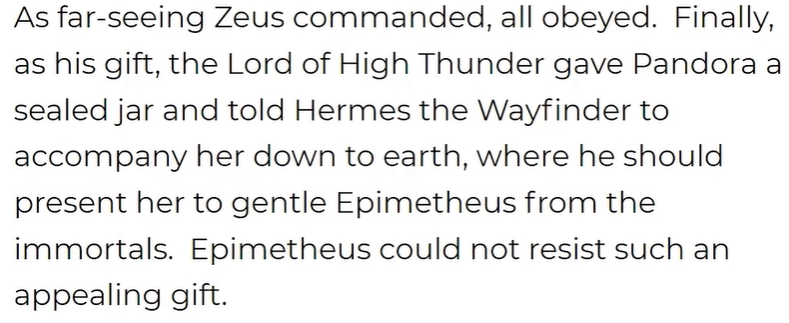 As far-seeing Zeus commanded, all obeyed.  Finally,
as his gift, the Lord of High Thunder gave Pandora a
sealed jar and told Hermes the Wayfinder to
accompany her down to earth, where he should
present her to gentle Epimetheus from the
immortals.  Epimetheus could not resist such an
appealing gift.